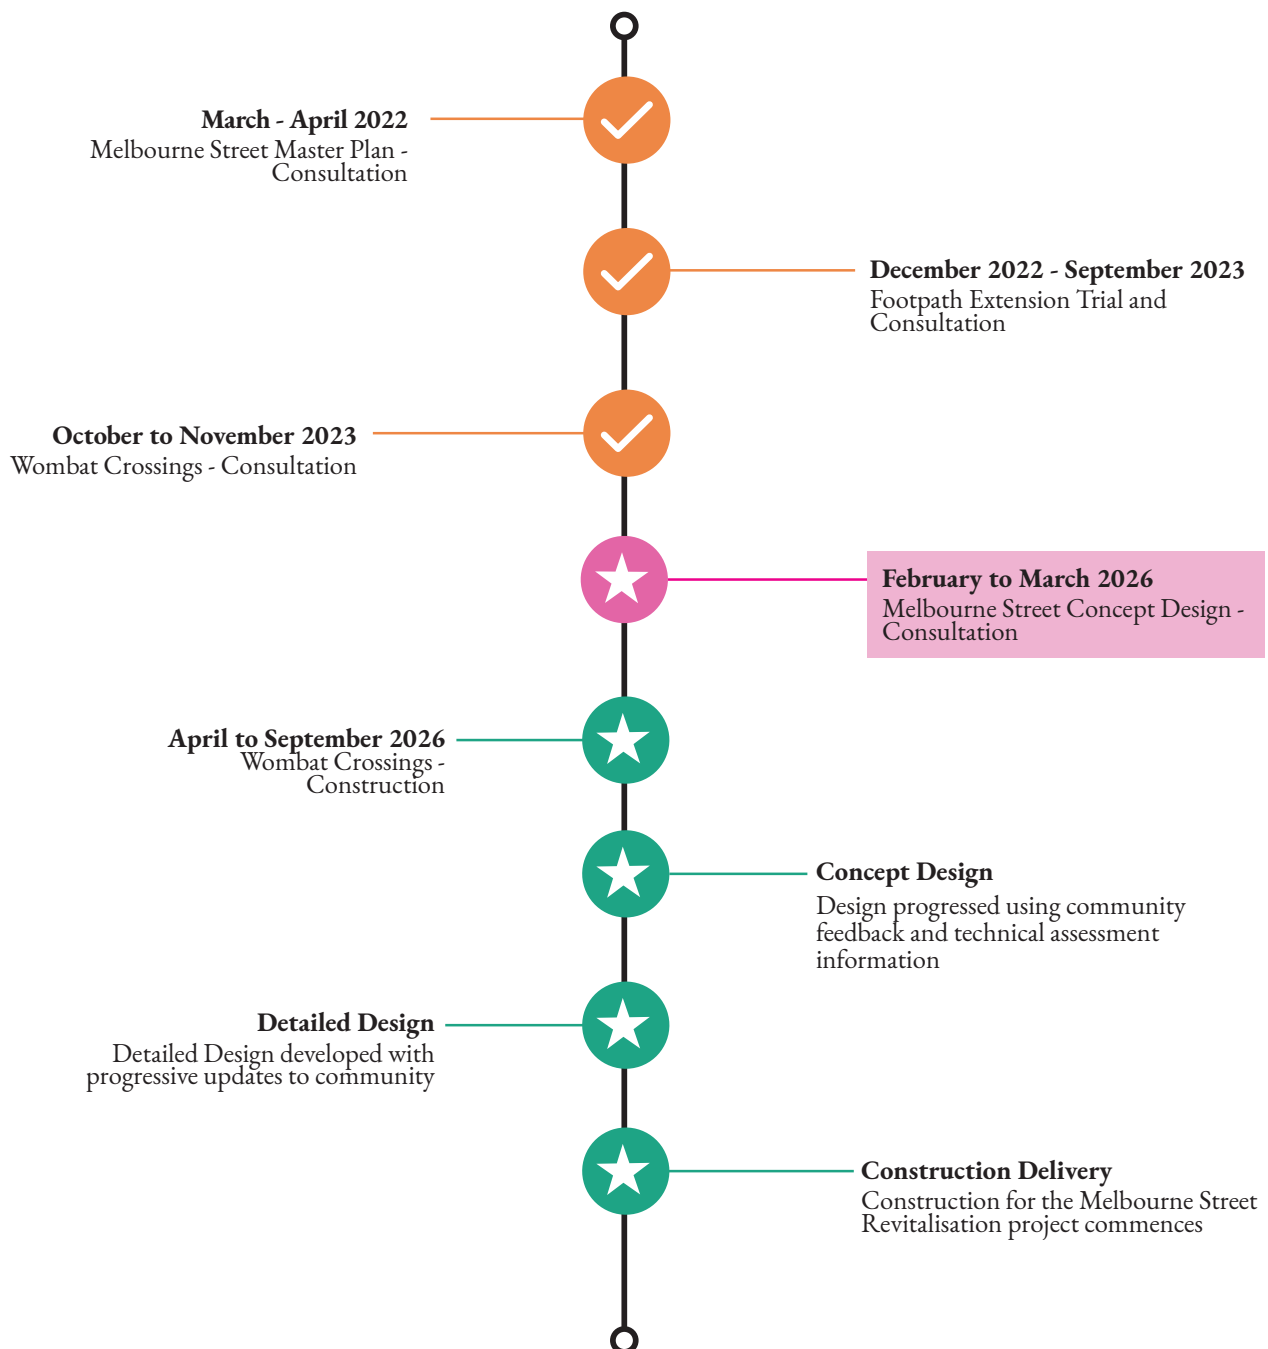 March - April 2022
Melbourne Street Master Plan -
Consultation
December 2022 - September 2023
Footpath Extension Trial and
Consultation
October to November 2023
Wombat Crossings - Consultation
February to March 2026
Melbourne Street Concept Design -
Consultation
April to September 2026
Wombat Crossings -
Construction
Concept Design
Design progressed using community
feedback and technical assessment
information
Detailed Design
Detailed Design developed with
progressive updates to community
Construction Delivery
Construction for the Melbourne Street
Revitalisation project commences